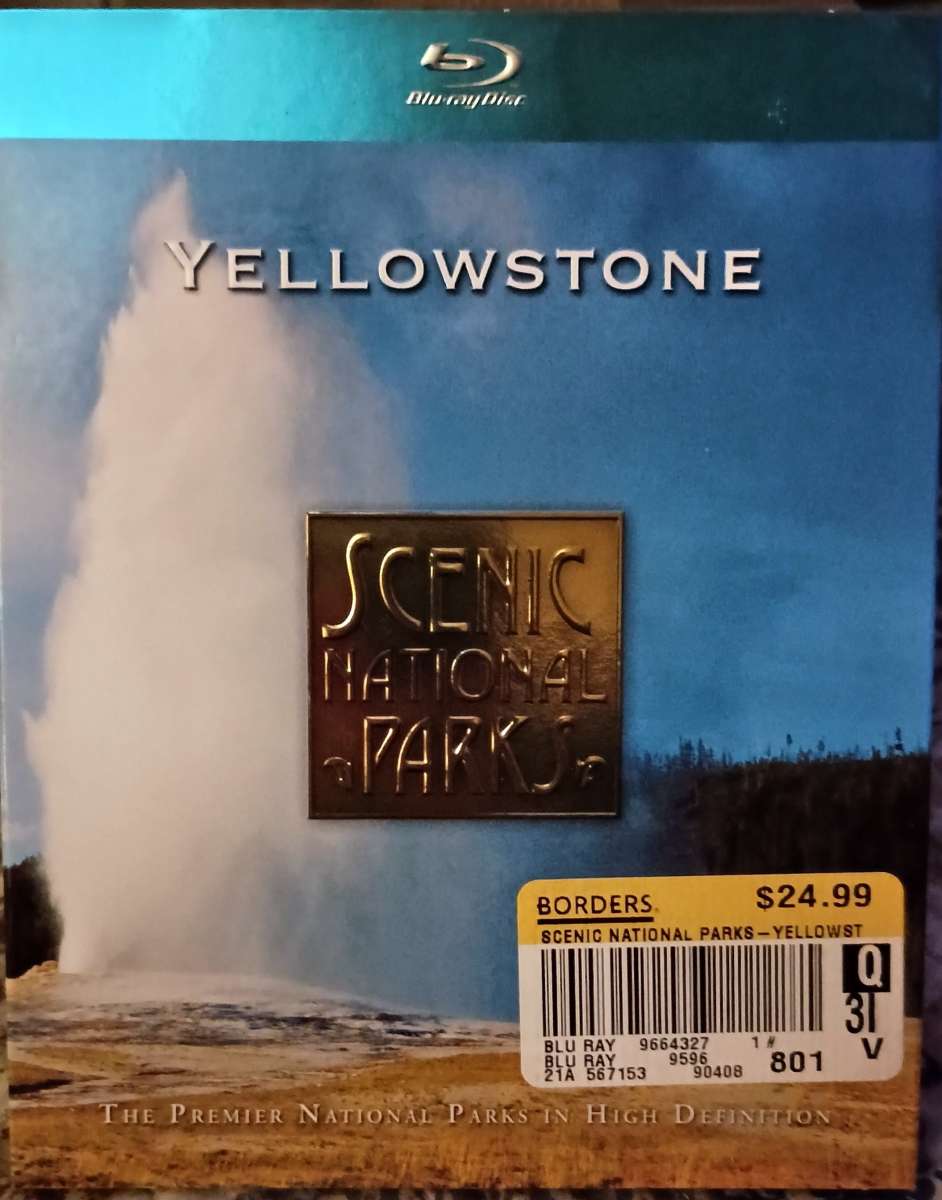 Blu-ray Disc
YELLOWSTONE
SCENIC
NATIONAL
PARKS
BORDERS. $24.99
SCENIC NATIONAL PARKS-YELLOWST
Q
3T
V
BLU RAY 9664327 1#
BLU RAY 9596
21A 567153 90408 801
THE PREMIER NATIONAL PARKS IN HIGH DEFINITION